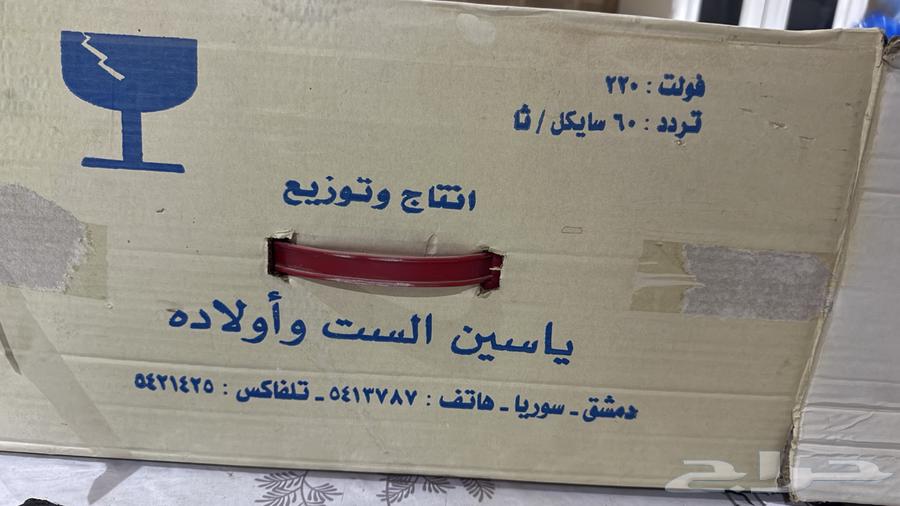 فولت : ٢٢٠
تردد : ٦٠ سايكل / ثا
انتاج وتوزيع
ياسين الست وأولاده
دمشق ـ سوريا ـ هاتف : ٥٤١٣٧٨٧ ـ تلفاكس : ٥٤٢١٤٢٥
حراج